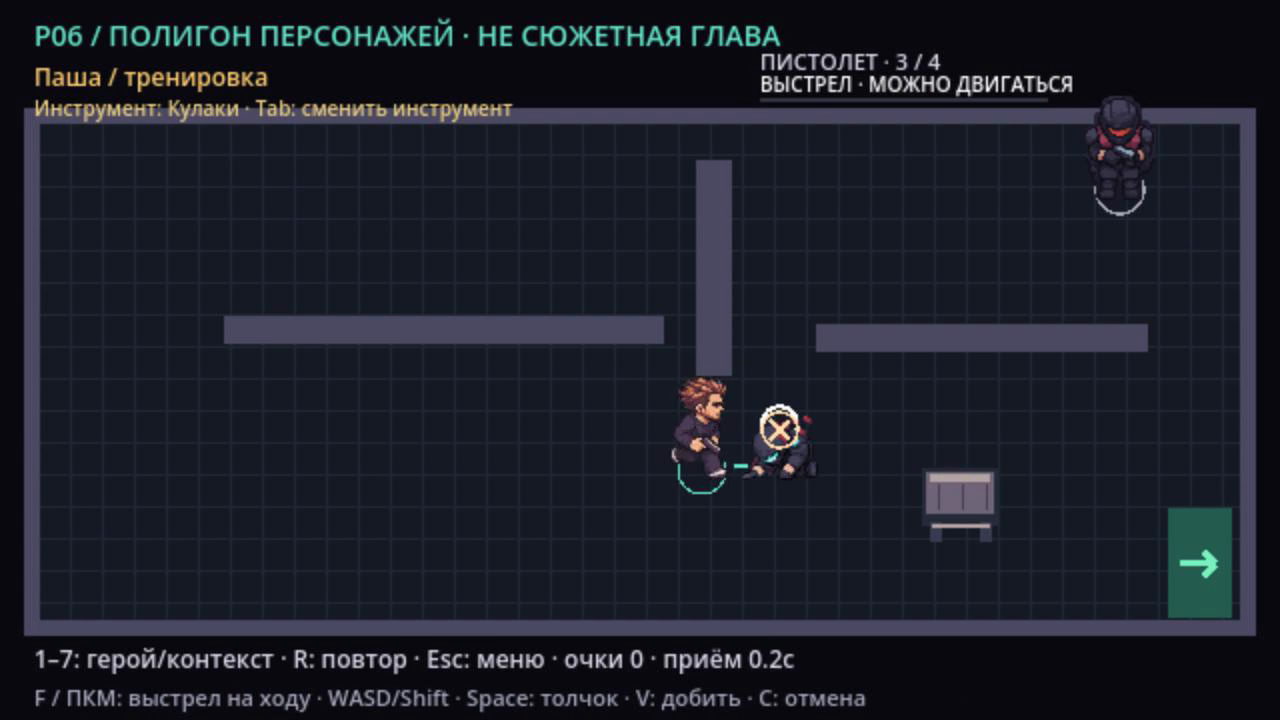 P06 / ПОЛИГОН ПЕРСОНАЖЕЙ · НЕ СЮЖЕТНАЯ ГЛАВА
ПИСТОЛЕТ · 3 / 4
Паша / тренировка
ВЫСТРЕЛ · МОЖНО ДВИГАТЬСЯ
Инструмент: Кулаки · Tab: сменить инструмент
1–7: герой/контекст · R: повтор · Esc: меню · очки 0 · приём 0.2с
F / ПКМ: выстрел на ходу · WASD/Shift · Space: толчок · V: добить · C: отмена